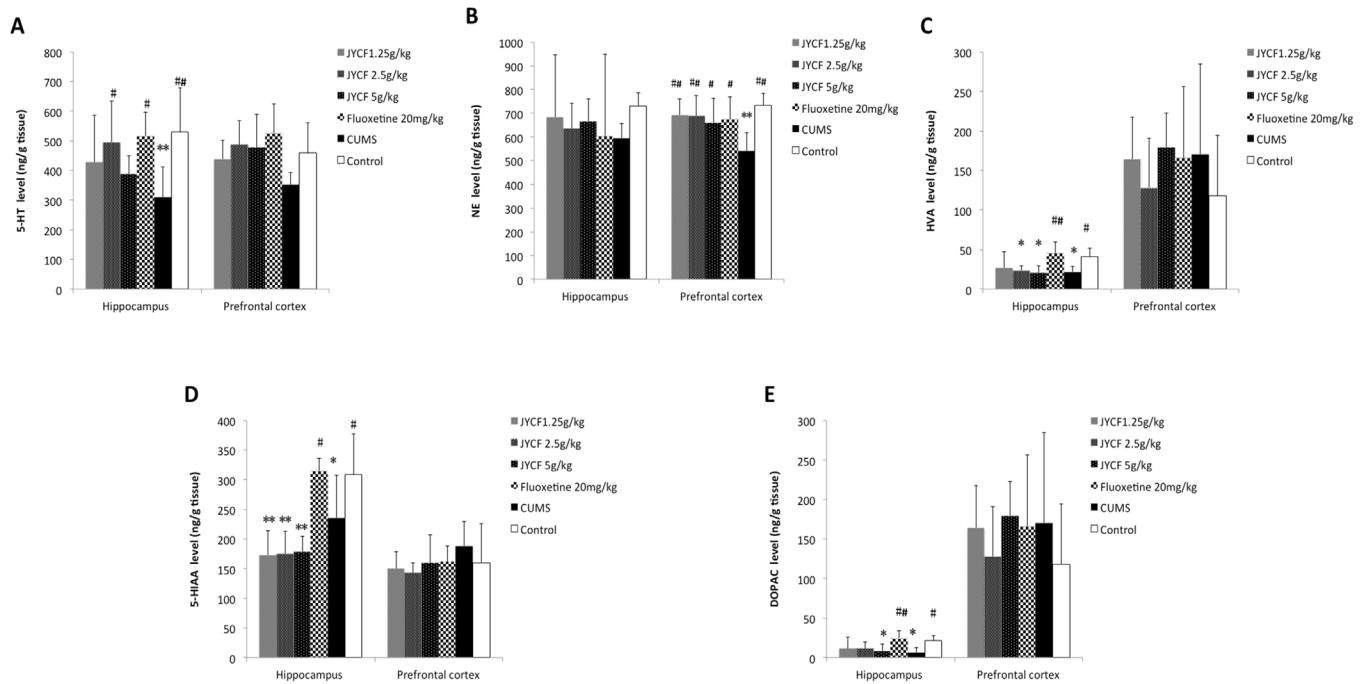 A
5-HT level (ng/g tissue)
800
700
600
500
400
300
200
100
0
#
#
**
##
Hippocampus
Prefrontal cortex
JYCF1.25g/kg
JYCF 2.5g/kg
JYCF 5g/kg
Fluoxetine 20mg/kg
CUMS
Control
B
NE level (ng/g tissue)
1000
900
800
700
600
500
400
300
200
100
0
## ## # # ** ##
Hippocampus
Prefrontal cortex
JYCF1.25g/kg
JYCF 2.5g/kg
JYCF 5g/kg
Fluoxetine 20mg/kg
CUMS
Control
C
HVA level (ng/g tissue)
300
250
200
150
100
50
0
* * ## * #
Hippocampus
Prefrontal cortex
JYCF1.25g/kg
JYCF 2.5g/kg
JYCF 5g/kg
Fluoxetine 20mg/kg
CUMS
Control
D
5-HIAA level (ng/g tissue)
400
350
300
250
200
150
100
50
0
** ** ** # * #
Hippocampus
Prefrontal cortex
JYCF1.25g/kg
JYCF 2.5g/kg
JYCF 5g/kg
Fluoxetine 20mg/kg
CUMS
Control
E
DOPAC level (ng/g tissue)
300
250
200
150
100
50
0
* ## * #
Hippocampus
Prefrontal cortex
JYCF1.25g/kg
JYCF 2.5g/kg
JYCF 5g/kg
Fluoxetine 20mg/kg
CUMS
Control